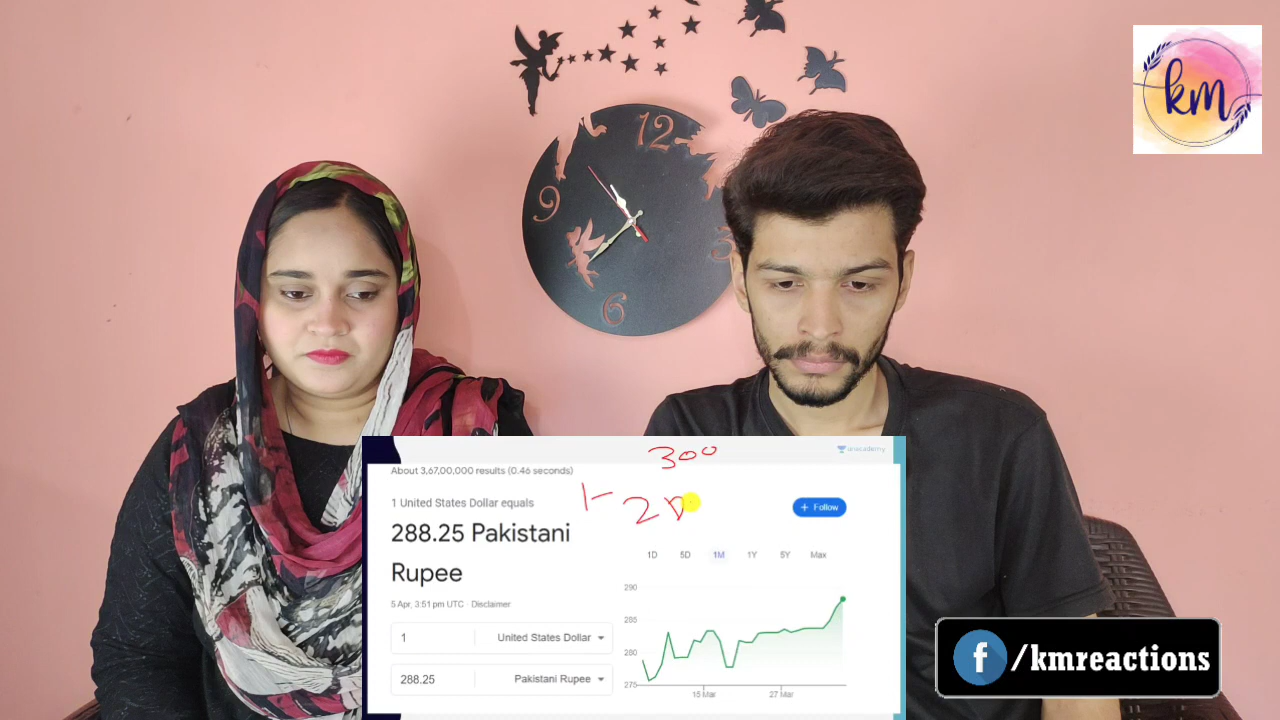 km
12
9
3
6
unacademy
300
About 3,67,00,000 results (0.46 seconds)
1-2
1 United States Dollar equals
+ Follow
288.25 Pakistani
Rupee
1D 5D 1M 1Y 5Y Max
5 Apr, 3:51 pm UTC · Disclaimer
290
285
280
275
15 Mar 27 Mar
1 United States Dollar
288.25 Pakistani Rupee
f/kmreactions